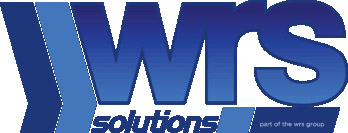 wrs
solutions
part of the wrs group